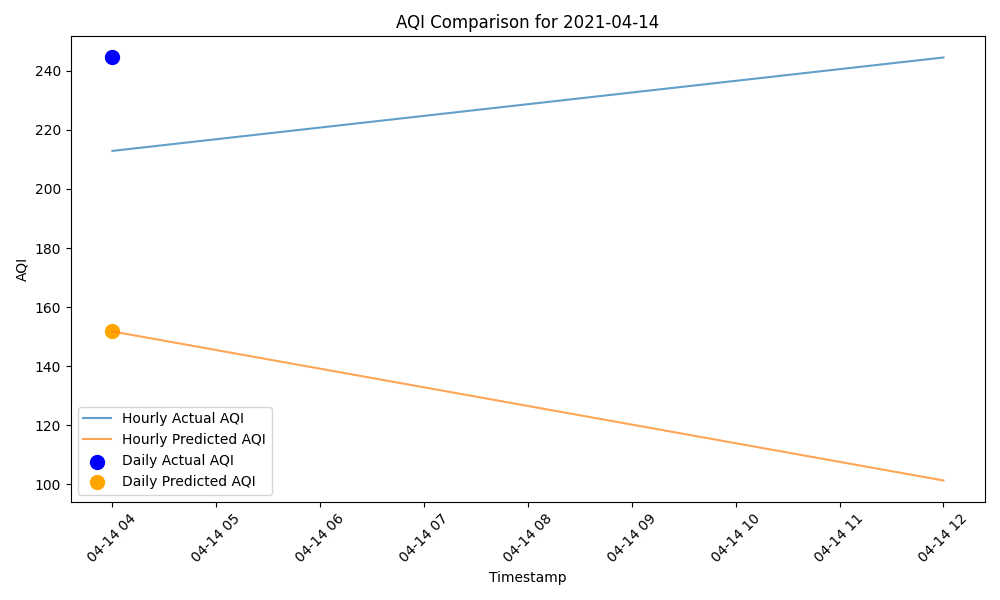 AQI Comparison for 2021-04-14
AQI
240
220
200
180
160
140
120
100
Hourly Actual AQI
Hourly Predicted AQI
Daily Actual AQI
Daily Predicted AQI
04-14 04
04-14 05
04-14 06
04-14 07
04-14 08
04-14 09
04-14 10
04-14 11
04-14 12
Timestamp